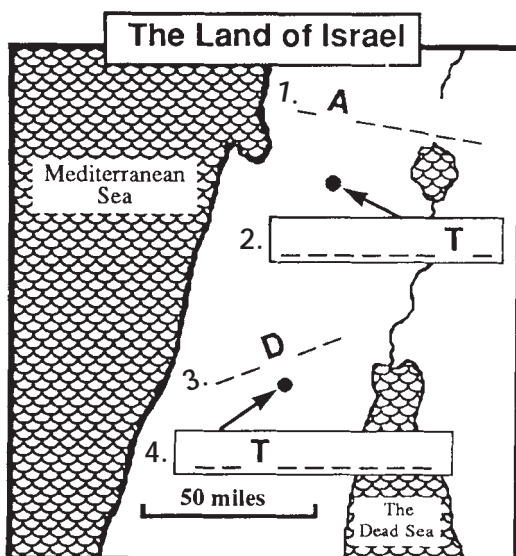 The Land of Israel
1. A
Mediterranean
Sea
2. T
3. D
4. T
50 miles
The
Dead Sea